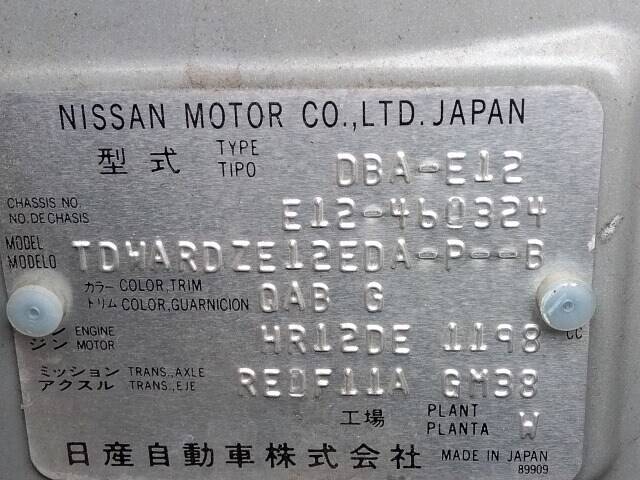 NISSAN MOTOR CO.,LTD. JAPAN
型式 TYPE TIPO DBA-E12
CHASSIS NO. NO.DE CHASIS E12-460324
MODEL MODELO TDWARDZE12EDA-P--B
カラー COLOR,TRIM トリム COLOR,GUARNICION QAB G
ジン ENGINE MOTOR HR12DE 1198 CC
ミッション TRANS.,AXLE アクスル TRANS.,EJE RE0F11A GM38
工場 PLANT PLANTA W
日産自動車株式会社 MADE IN JAPAN
89909